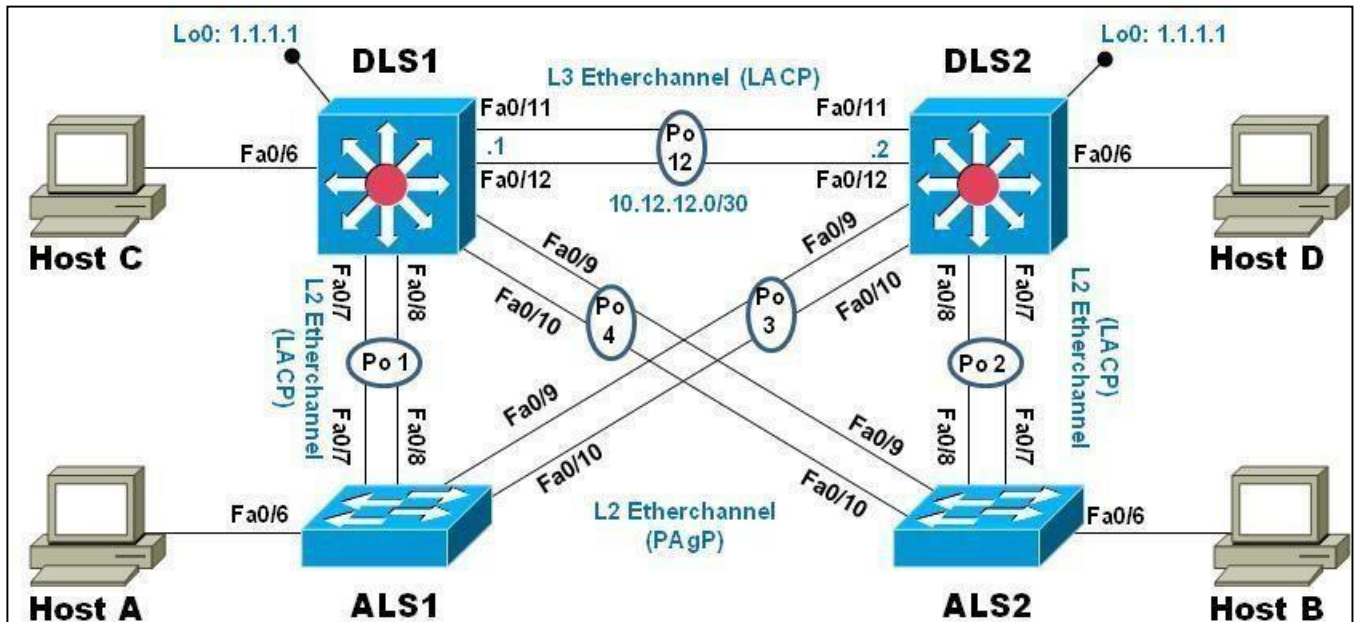 Lo0: 1.1.1.1
Lo0: 1.1.1.1
DLS1
DLS2
L3 Etherchannel (LACP)
Fa0/11
Fa0/11
Po
12
.1
.2
Fa0/6
Fa0/6
Fa0/12
Fa0/12
10.12.12.0/30
Host C
Host D
Fa0/9
Fa0/9
Fa0/10
Fa0/10
Fa0/7
Fa0/8
Fa0/8
Fa0/7
L2 Etherchannel
(LACP)
L2 Etherchannel
(LACP)
Po
4
Po
3
Po 1
Po 2
Fa0/7
Fa0/8
Fa0/9
Fa0/10
Fa0/9
Fa0/10
Fa0/8
Fa0/7
L2 Etherchannel
(PAgP)
Fa0/6
Fa0/6
Host A
ALS1
ALS2
Host B